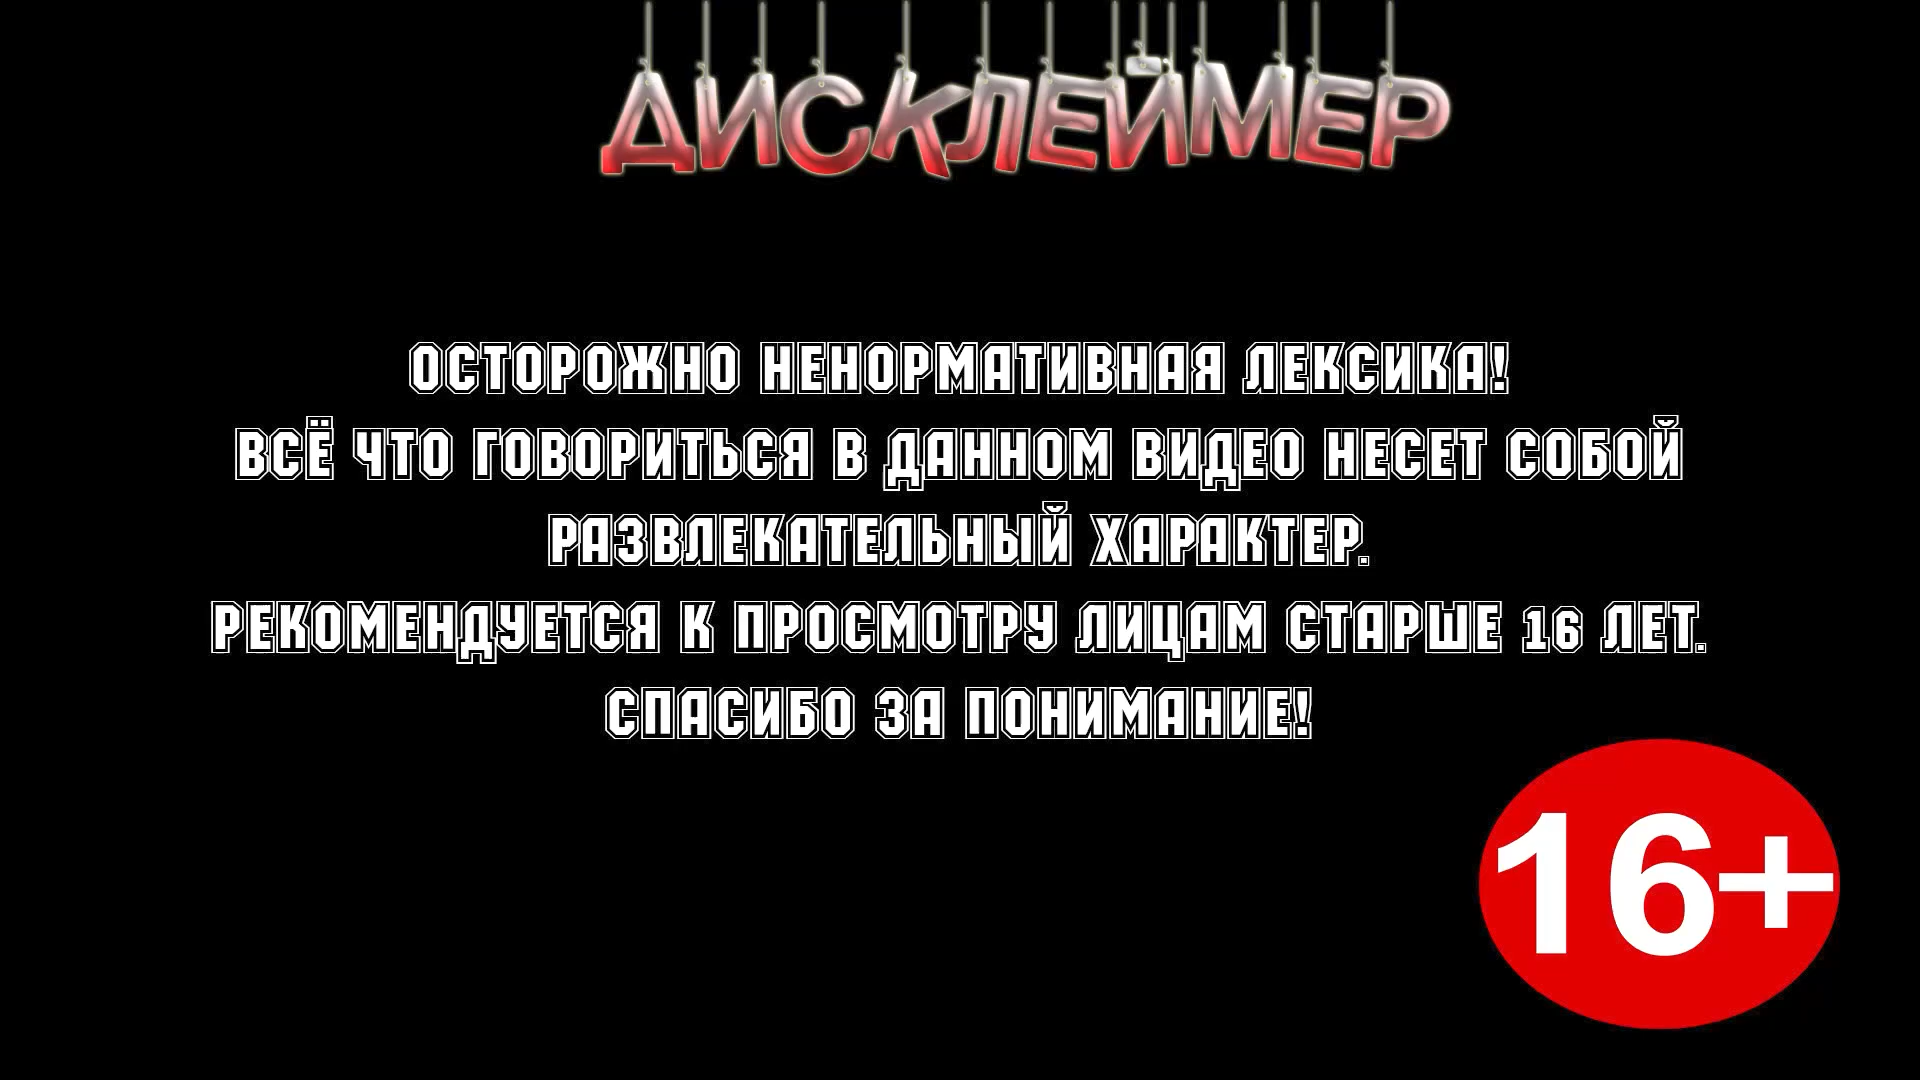 ДИСКЛЕЙМЕР
ОСТОРОЖНО НЕНОРМАТИВНАЯ ЛЕКСИКА!
ВСЁ ЧТО ГОВОРИТЬСЯ В ДАННОМ ВИДЕО НЕСЕТ СОБОЙ
РАЗВЛЕКАТЕЛЬНЫЙ ХАРАКТЕР.
РЕКОМЕНДУЕТСЯ К ПРОСМОТРУ ЛИЦАМ СТАРШЕ 16 ЛЕТ.
СПАСИБО ЗА ПОНИМАНИЕ!
16+